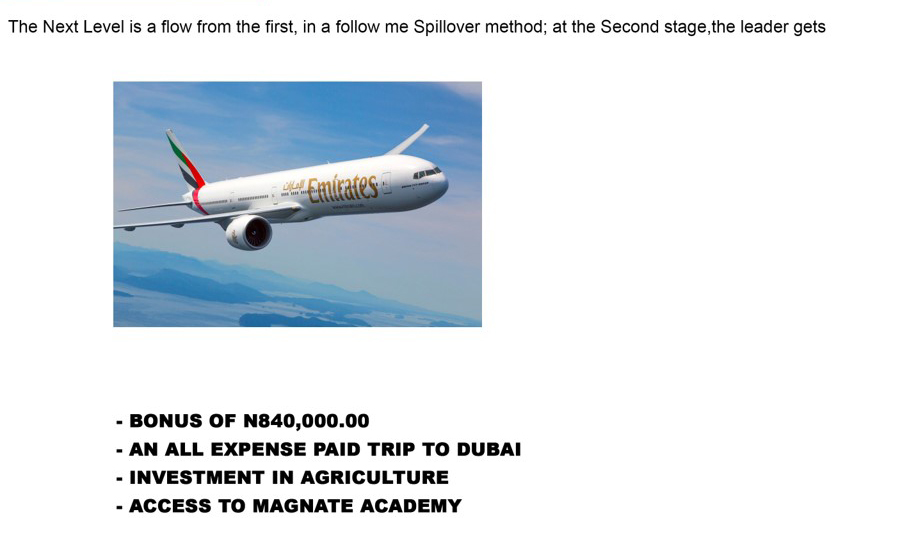 The Next Level is a flow from the first, in a follow me Spillover method; at the Second stage,the leader gets
الإمارات Emirates
- BONUS OF N840,000.00
- AN ALL EXPENSE PAID TRIP TO DUBAI
- INVESTMENT IN AGRICULTURE
- ACCESS TO MAGNATE ACADEMY